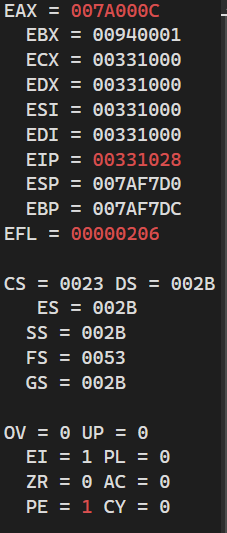 EAX = 007A000C
EBX = 00940001
ECX = 00331000
EDX = 00331000
ESI = 00331000
EDI = 00331000
EIP = 00331028
ESP = 007AF7D0
EBP = 007AF7DC
EFL = 00000206
CS = 0023 DS = 002B
ES = 002B
SS = 002B
FS = 0053
GS = 002B
OV = 0 UP = 0
EI = 1 PL = 0
ZR = 0 AC = 0
PE = 1 CY = 0